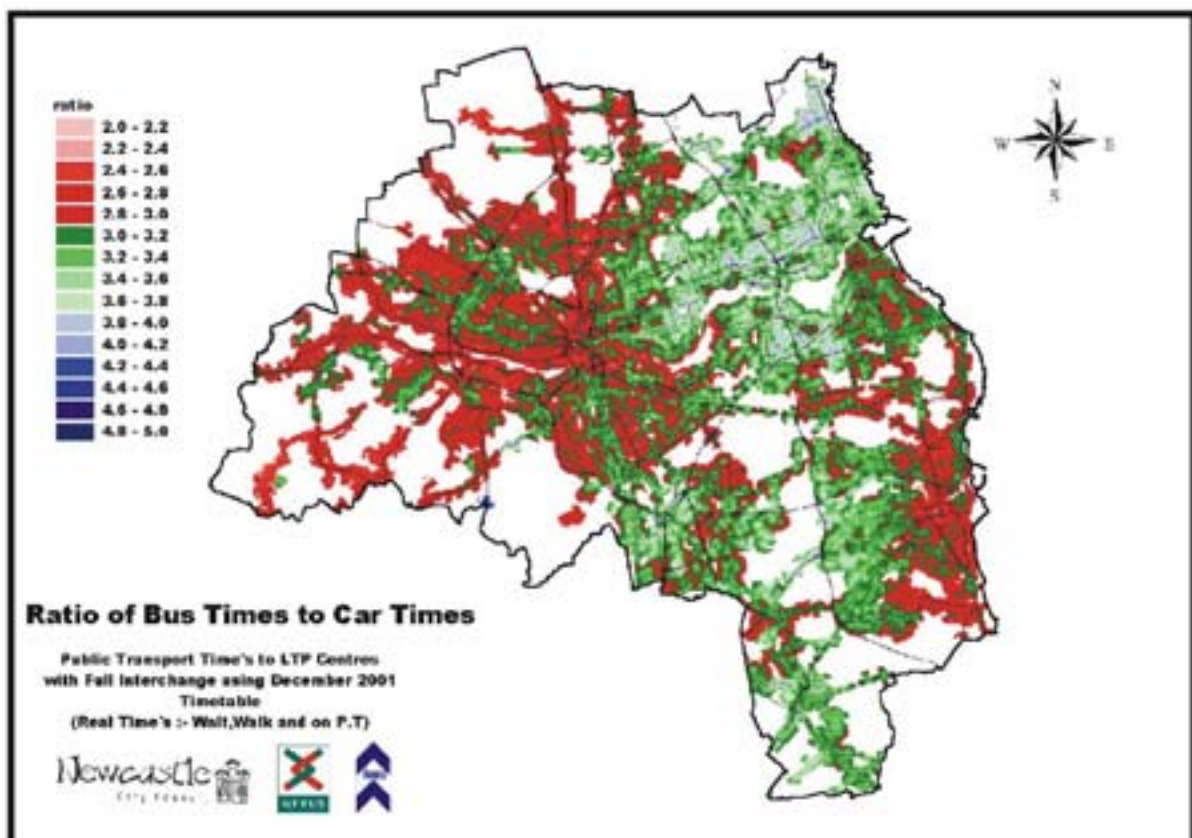 ratio
2.0 - 2.2
2.2 - 2.4
2.4 - 2.6
2.6 - 2.8
2.8 - 3.0
3.0 - 3.2
3.2 - 3.4
3.4 - 3.6
3.6 - 3.8
3.8 - 4.0
4.0 - 4.2
4.2 - 4.4
4.4 - 4.6
4.6 - 4.8
4.8 - 5.0
N
W E
S
Ratio of Bus Times to Car Times
Public Transport Time's to LTP Centres
with Full Interchange using December 2001
Timetable
(Real Time's :- Wait,Walk and on P.T)
Newcastle
City
NEXUS